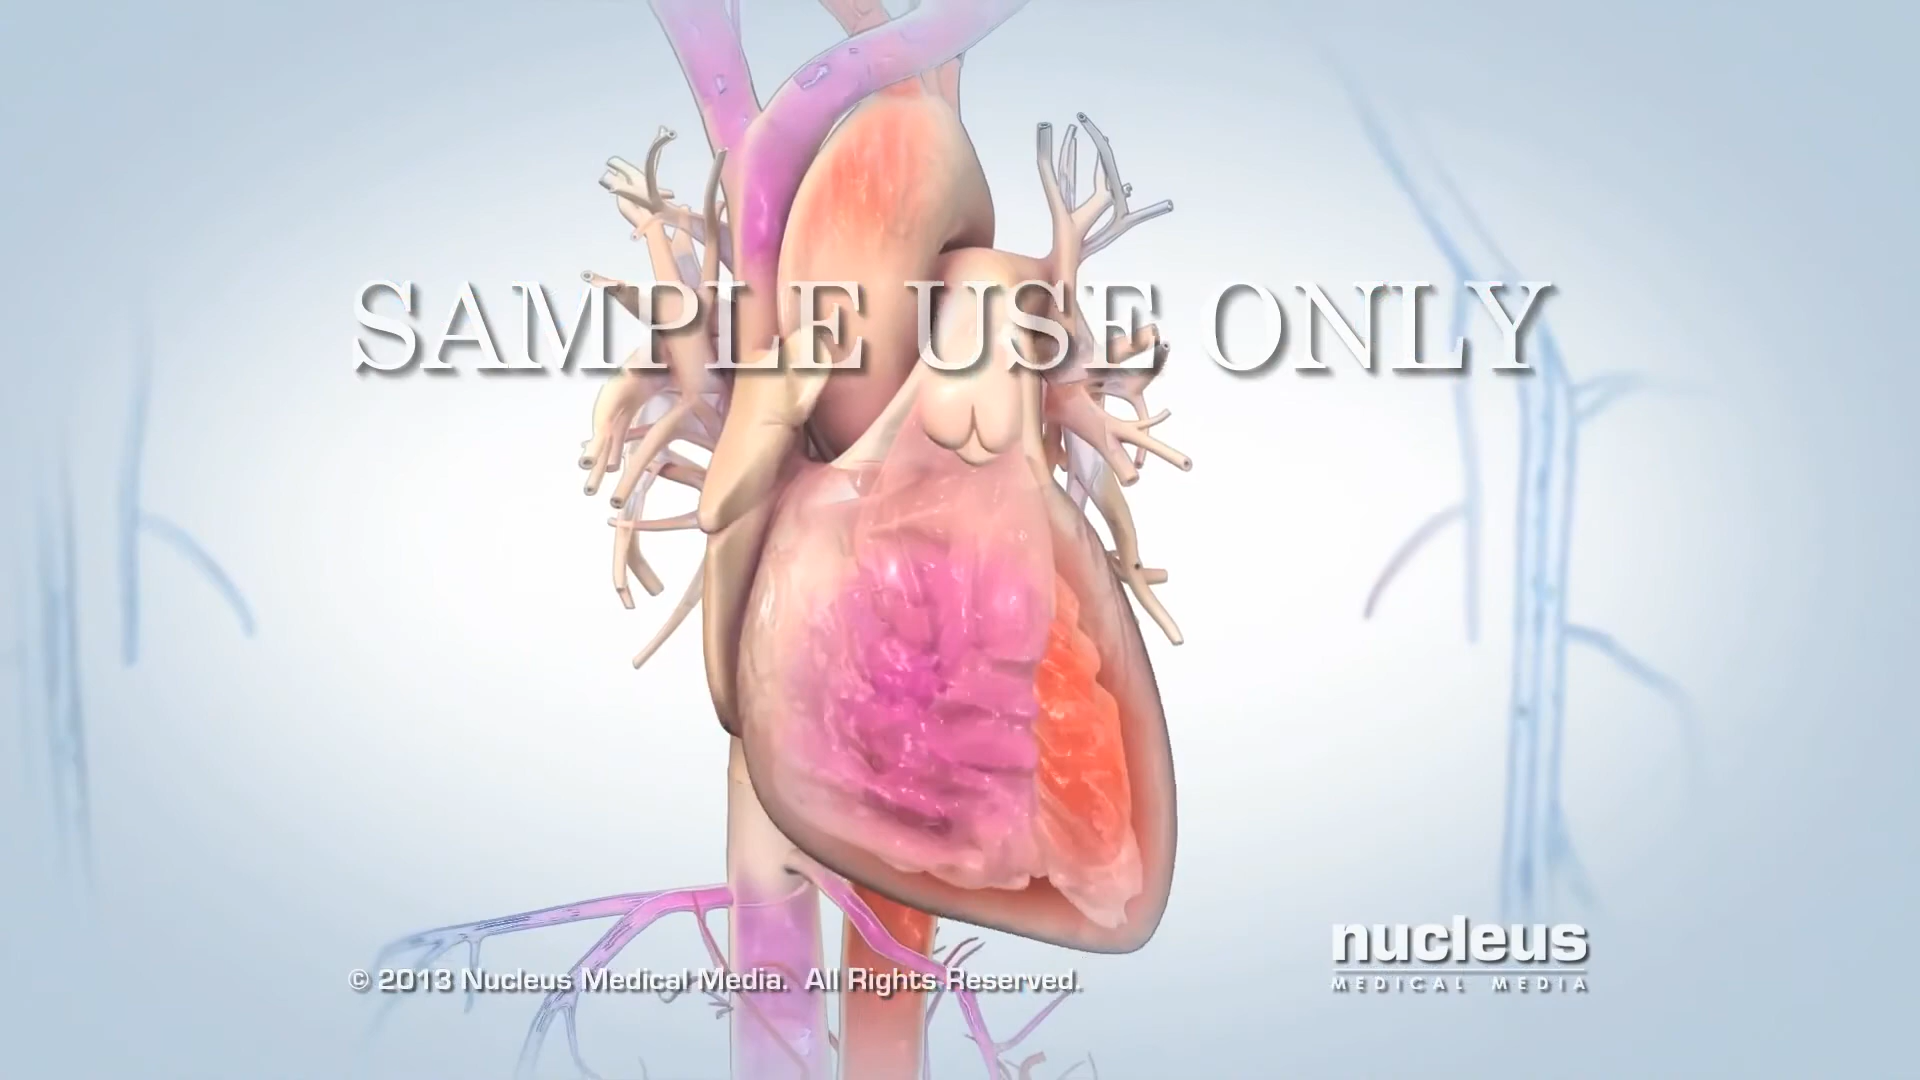 SAMPLE USE ONLY
nucleus
MEDICAL MEDIA
© 2013 Nucleus Medical Media. All Rights Reserved.